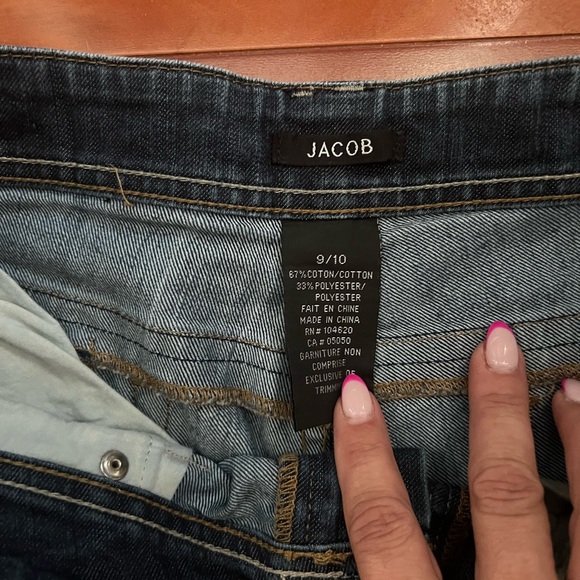 JACOB
9/10
67%COTON/COTTON
33%POLYESTER/
POLYESTER
FAIT EN CHINE
MADE IN CHINA
RN# 104620
CA # 05050
GARNITURE NON
COMPRISE
EXCLUSIVE OF